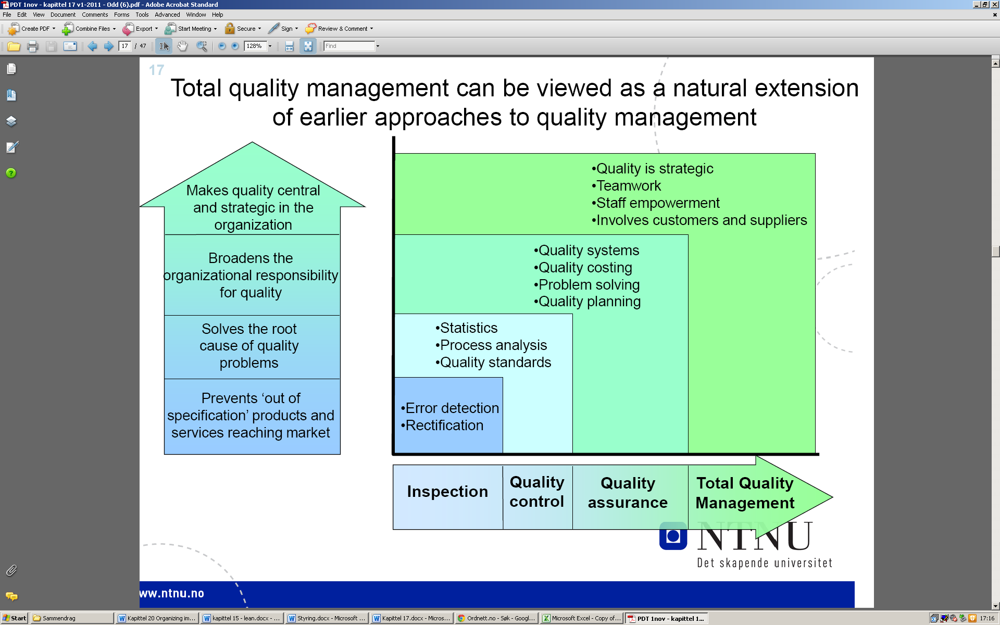 PDT 1nov - kapittel 17 v1-2011 - Odd (6).pdf - Adobe Acrobat Standard
File Edit View Document Comments Forms Tools Advanced Window Help
Create PDF Combine Files Export Start Meeting Secure Sign Review & Comment
17 / 47 128% Find
17
Total quality management can be viewed as a natural extension
of earlier approaches to quality management
Makes quality central
and strategic in the
organization
Broadens the
organizational responsibility
for quality
Solves the root
cause of quality
problems
Prevents ‘out of
specification’ products and
services reaching market
•Quality is strategic
•Teamwork
•Staff empowerment
•Involves customers and suppliers
•Quality systems
•Quality costing
•Problem solving
•Quality planning
•Statistics
•Process analysis
•Quality standards
•Error detection
•Rectification
Inspection
Quality
control
Quality
assurance
Total Quality
Management
NTNU
Det skapende universitet
ww.ntnu.no
Start Sammendrag Kapittel 20 Organizing im... kapittel 15 - lean.docx - ... Styring.docx - Microsoft ... Kapittel 17.docx - Micros... Ordnett.no - Søk - Googl... Microsoft Excel - Copy of... PDT 1nov - kapittel 1... 17:16